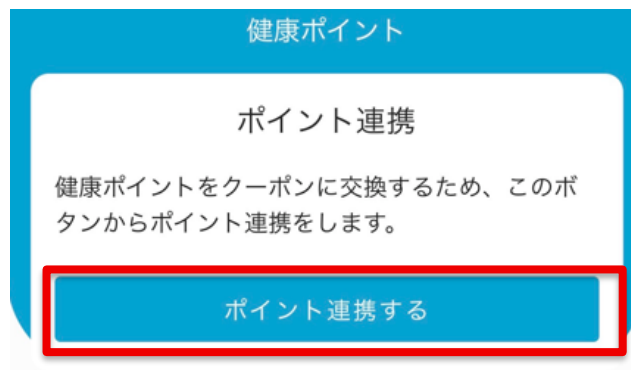 健康ポイント
ポイント連携
健康ポイントをクーポンに交換するため、このボ
タンからポイント連携をします。
ポイント連携する